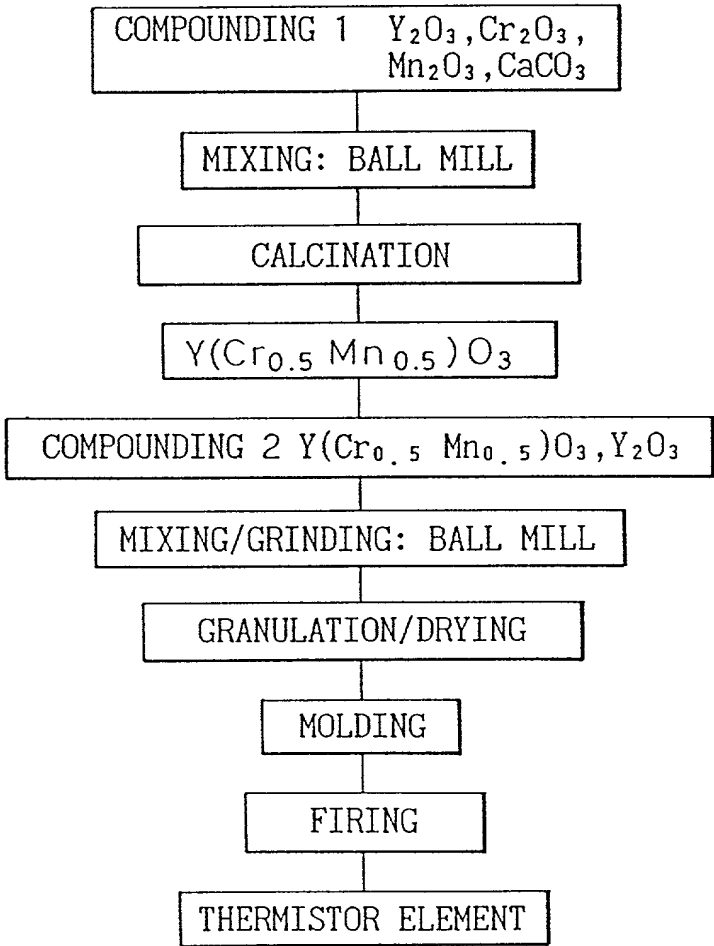 COMPOUNDING 1 Y₂O₃,Cr₂O₃,
Mn₂O₃,CaCO₃
MIXING: BALL MILL
CALCINATION
Y(Cr₀.₅ Mn₀.₅)O₃
COMPOUNDING 2 Y(Cr₀.₅ Mn₀.₅)O₃,Y₂O₃
MIXING/GRINDING: BALL MILL
GRANULATION/DRYING
MOLDING
FIRING
THERMISTOR ELEMENT